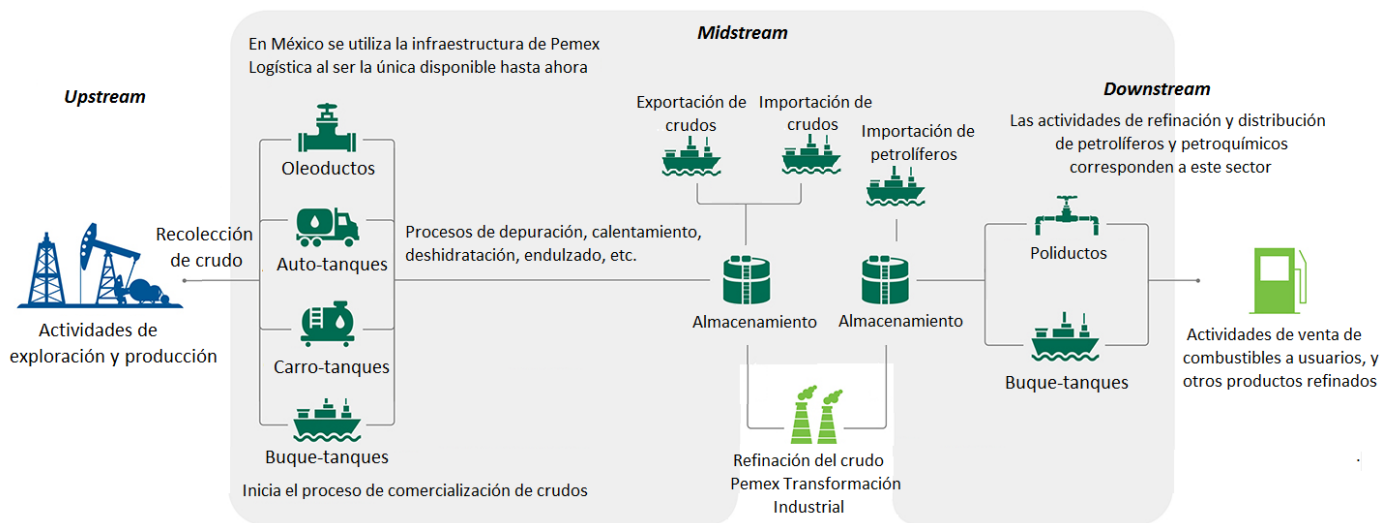 Midstream
En México se utiliza la infraestructura de Pemex
Logística al ser la única disponible hasta ahora
Upstream
Downstream
Exportación de
crudos
Importación de
crudos
Importación de
petrolíferos
Las actividades de refinación y distribución
de petrolíferos y petroquímicos
corresponden a este sector
Oleoductos
Recolección
de crudo
Auto-tanques
Procesos de depuración, calentamiento,
deshidratación, endulzado, etc.
Poliductos
Almacenamiento
Almacenamiento
Actividades de
exploración y producción
Carro-tanques
Buque-tanques
Actividades de venta de
combustibles a usuarios, y
otros productos refinados
Buque-tanques
Refinación del crudo
Pemex Transformación
Industrial
Inicia el proceso de comercialización de crudos